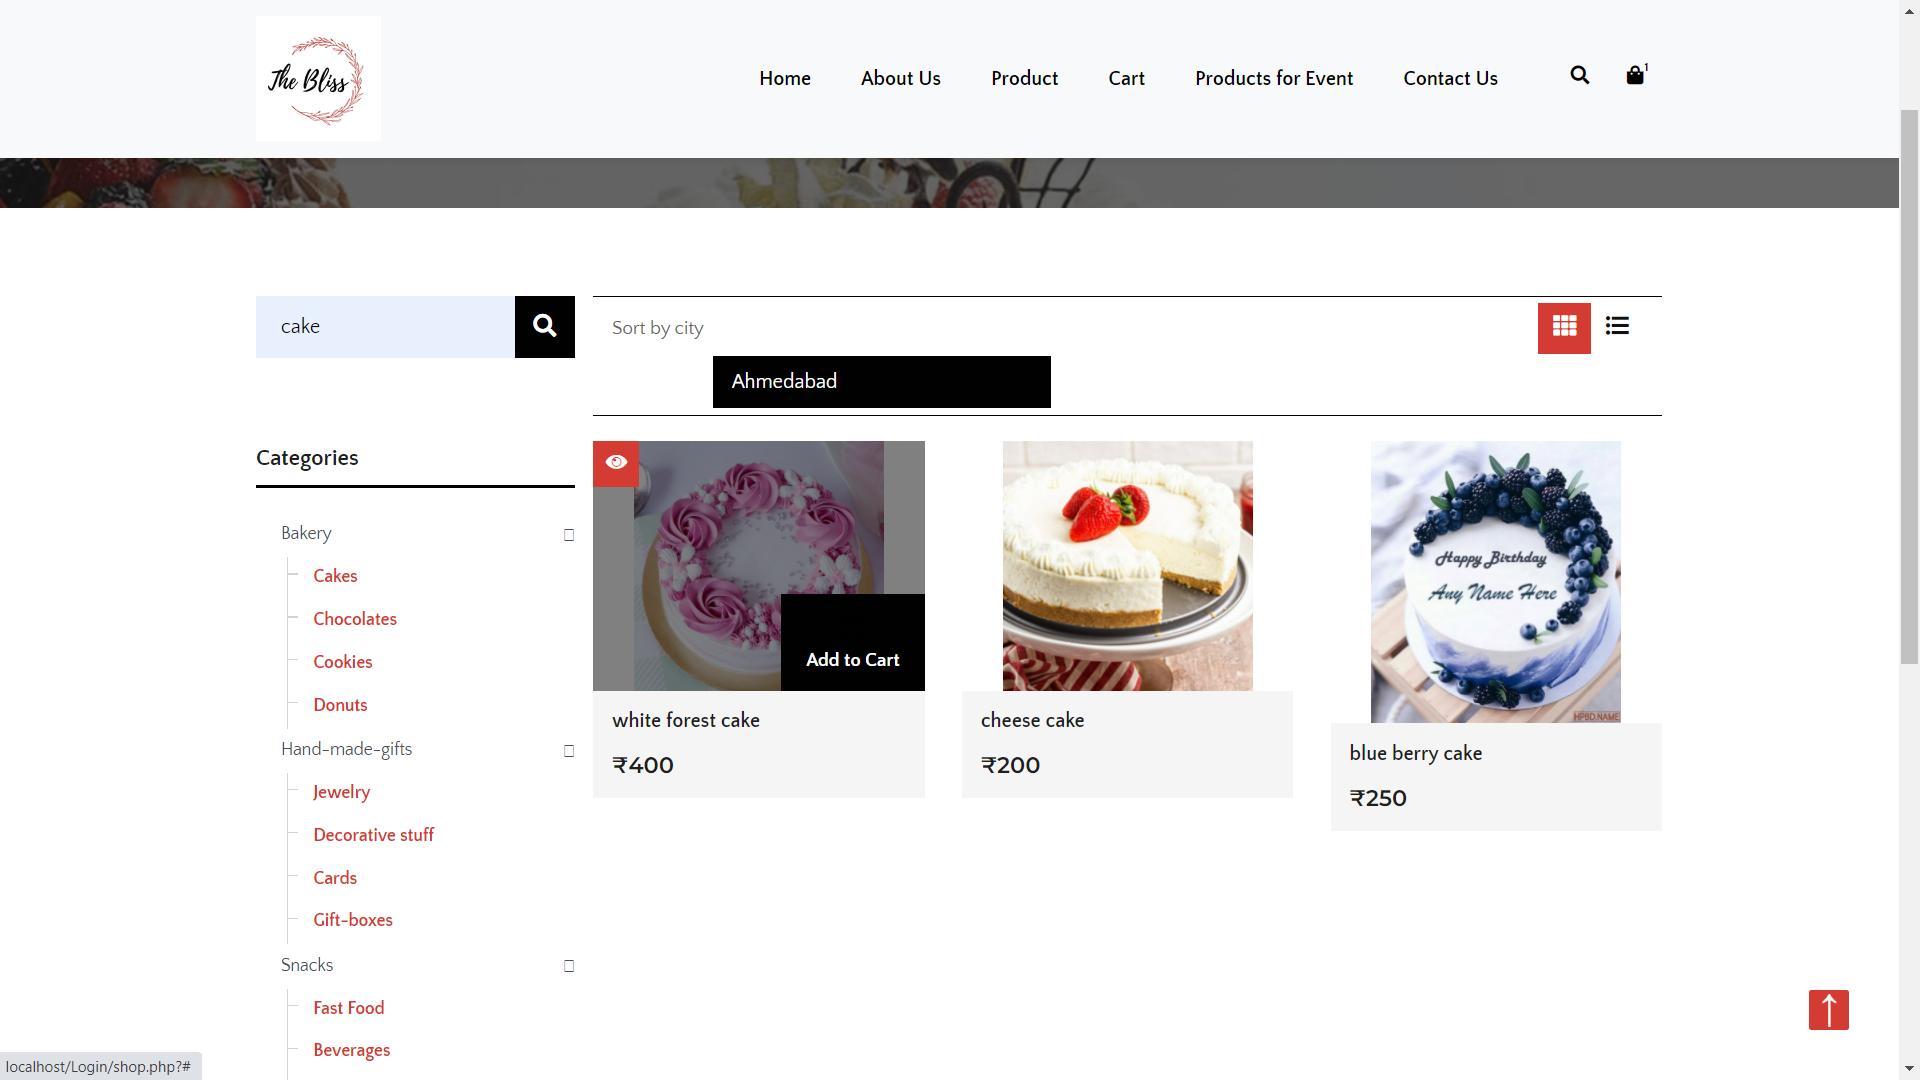 The Bliss
Home
About Us
Product
Cart
Products for Event
Contact Us
1
cake
Sort by city
Ahmedabad
Categories
Bakery
Cakes
Chocolates
Cookies
Donuts
Hand-made-gifts
Jewelry
Decorative stuff
Cards
Gift-boxes
Snacks
Fast Food
Beverages
Add to Cart
white forest cake
₹400
cheese cake
₹200
Happy Birthday
Any Name Here
HPBD.NAME
blue berry cake
₹250
localhost/Login/shop.php?#